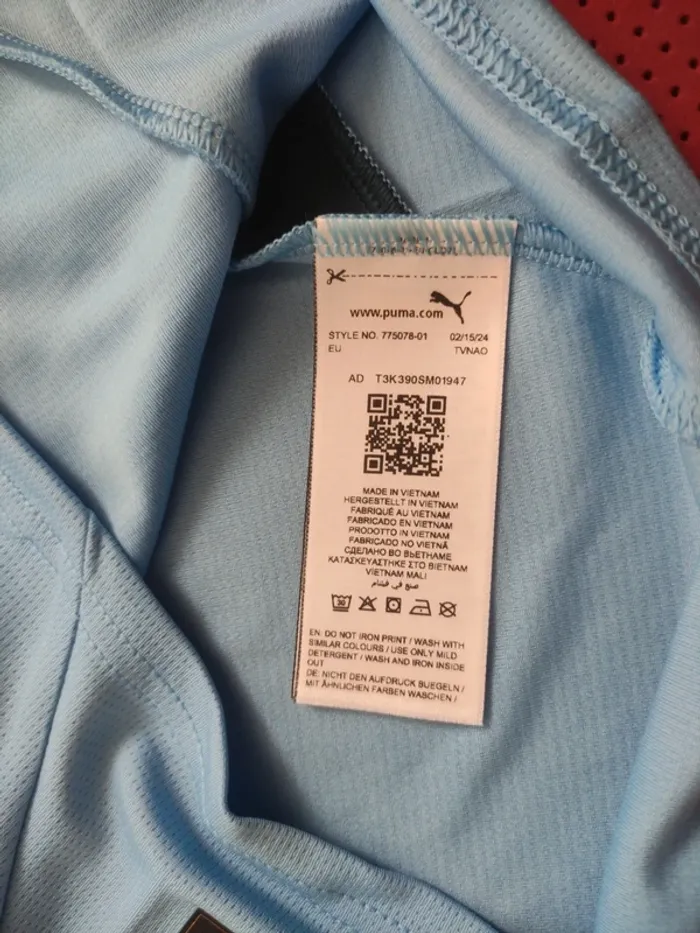 www.puma.com
STYLE NO. 775078-01 02/15/24
EU TVNAO
AD T3K390SM01947
MADE IN VIETNAM
HERGESTELLT IN VIETNAM
FABRIQUÉ AU VIETNAM
FABRICADO EN VIETNAM
PRODOTTO IN VIETNAM
FABRICADO NO VIETNÃ
СДЕЛАНО ВО ВЬЕТНАМЕ
ΚΑΤΑΣΚΕΥΑΣΤΗΚΕ ΣΤΟ ΒΙΕΤΝΑΜ
VIETNAM MALI
صنع في فيتنام
30
EN: DO NOT IRON PRINT / WASH WITH
SIMILAR COLOURS / USE ONLY MILD
DETERGENT / WASH AND IRON INSIDE
OUT
DE: NICHT DEN AUFDRUCK BUEGELN /
MIT ÄHNLICHEN FARBEN WASCHEN /